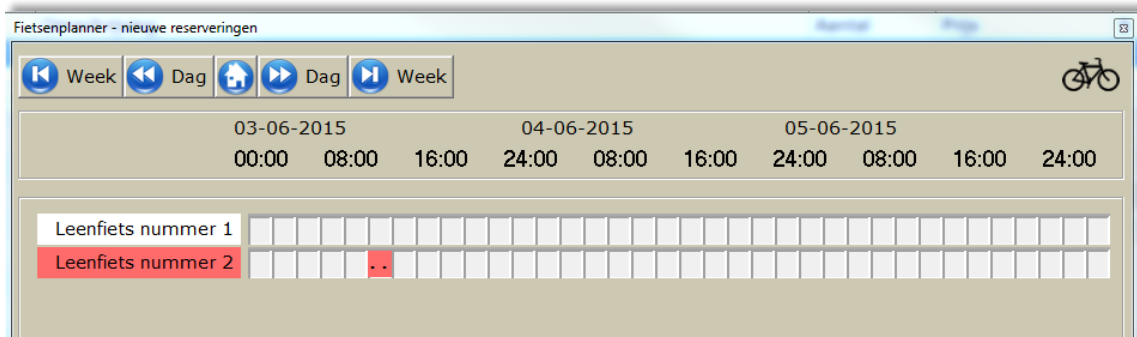 Fietsenplanner - nieuwe reserveringen
Aantal Prijs
Week Dag Dag Week
03-06-2015 04-06-2015 05-06-2015
00:00 08:00 16:00 24:00 08:00 16:00 24:00 08:00 16:00 24:00
Leenfiets nummer 1
Leenfiets nummer 2 ..